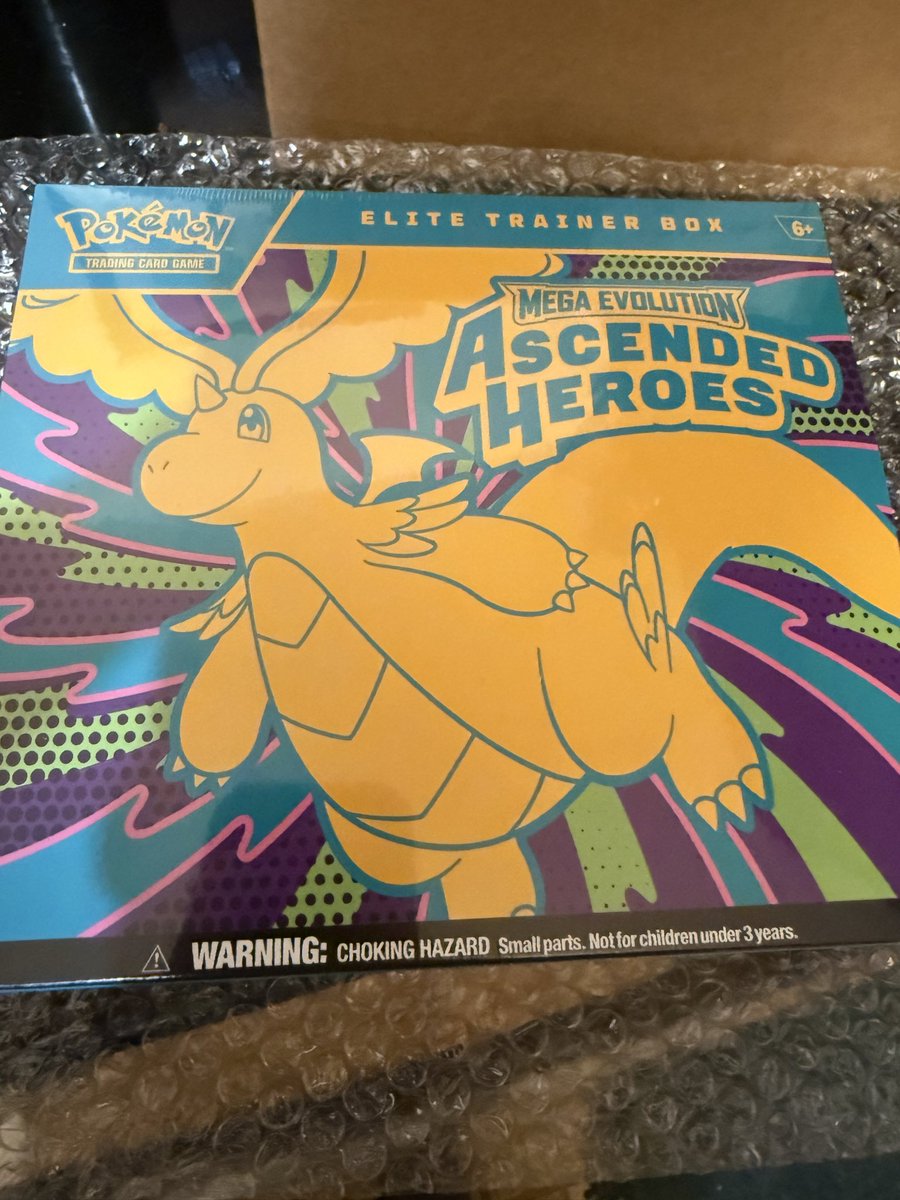 POKéMON
TRADING CARD GAME
ELITE TRAINER BOX
6+
MEGA EVOLUTION
ASCENDED
HEROES
WARNING: CHOKING HAZARD Small parts. Not for children under 3 years.